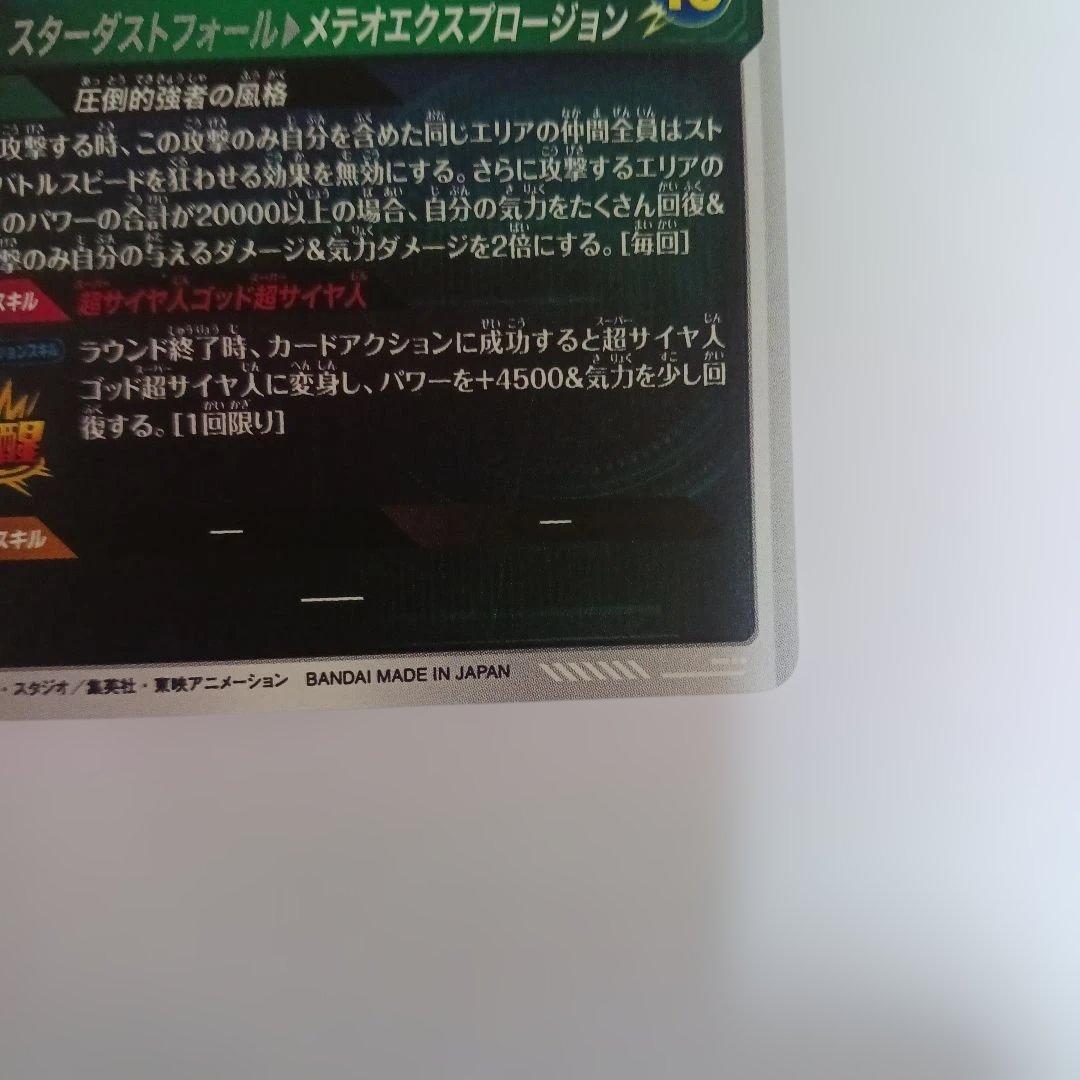 スターダストフォール▶メテオエクスプロージョン
圧倒的強者の風格
攻撃する時、この攻撃のみ自分を含めた同じエリアの仲間全員はスト
バトルスピードを狂わせる効果を無効にする。さらに攻撃するエリアの
のパワーの合計が20000以上の場合、自分の気力をたくさん回復&
撃のみ自分の与えるダメージ&気力ダメージを2倍にする。[毎回]
スキル
超サイヤ人ゴッド超サイヤ人
ョンスキル
ラウンド終了時、カードアクションに成功すると超サイヤ人
ゴッド超サイヤ人に変身し、パワーを+4500&気力を少し回
復する。[1回限り]
醒
スキル
—
—
—
・スタジオ/集英社・東映アニメーション BANDAI MADE IN JAPAN